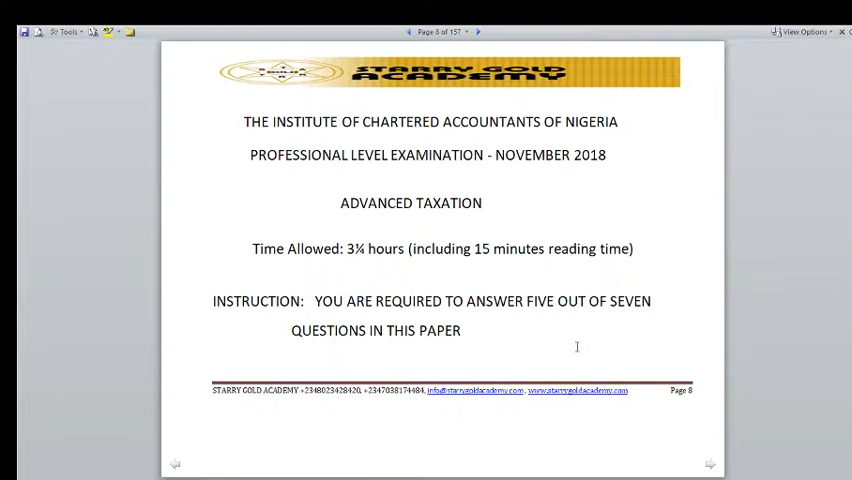 Tools
Page 8 of 157
View Options
STARRY GOLD
ACADEMY
THE INSTITUTE OF CHARTERED ACCOUNTANTS OF NIGERIA
PROFESSIONAL LEVEL EXAMINATION - NOVEMBER 2018
ADVANCED TAXATION
Time Allowed: 3¼ hours (including 15 minutes reading time)
INSTRUCTION: YOU ARE REQUIRED TO ANSWER FIVE OUT OF SEVEN
QUESTIONS IN THIS PAPER
STARRY GOLD ACADEMY +2348023428420, +2347038174484, info@starrygoldacademy.com, www.starrygoldacademy.com Page 8